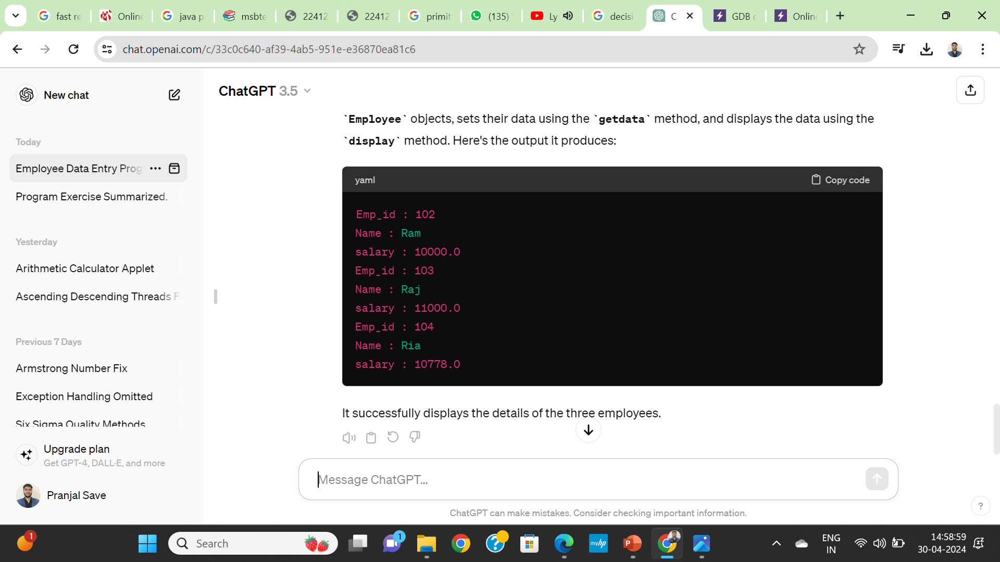 fast re
Online
java p
msbte
22412
22412
primit
(135)
Ly
decisi
C
GDB
Online
chat.openai.com/c/33c0c640-af39-4ab5-951e-e36870ea81c6
New chat
ChatGPT 3.5
Today
Employee Data Entry Prog
Program Exercise Summarized.
Yesterday
Arithmetic Calculator Applet
Ascending Descending Threads F
Previous 7 Days
Armstrong Number Fix
Exception Handling Omitted
Six Sigma Quality Methods
Upgrade plan
Get GPT-4, DALL·E, and more
Pranjal Save
`Employee` objects, sets their data using the `getdata` method, and displays the data using the
`display` method. Here's the output it produces:
yaml
Copy code
Emp_id : 102
Name : Ram
salary : 10000.0
Emp_id : 103
Name : Raj
salary : 11000.0
Emp_id : 104
Name : Ria
salary : 10778.0
It successfully displays the details of the three employees.
Message ChatGPT...
ChatGPT can make mistakes. Consider checking important information.
?
1
Search
1
myhp
ENG
IN
14:58:59
30-04-2024